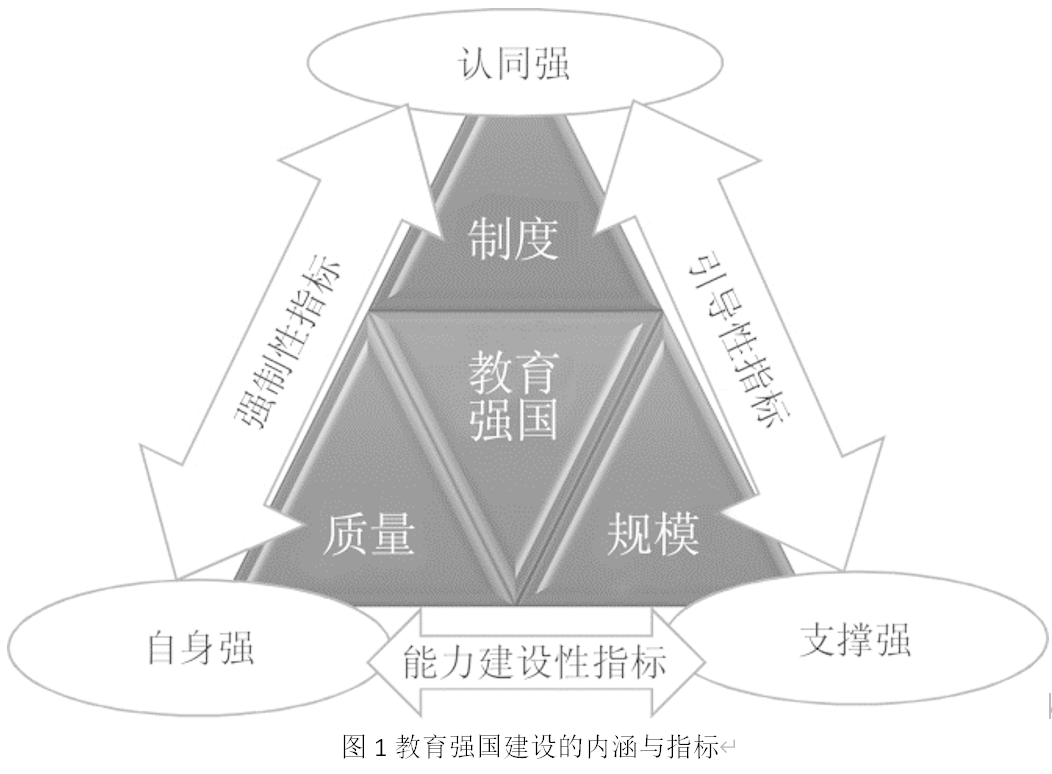 认同强
制度
强制性指标
引导性指标
教育
强国
质量
规模
自身强
能力建设性指标
支撑强
图 1 教育强国建设的内涵与指标↵